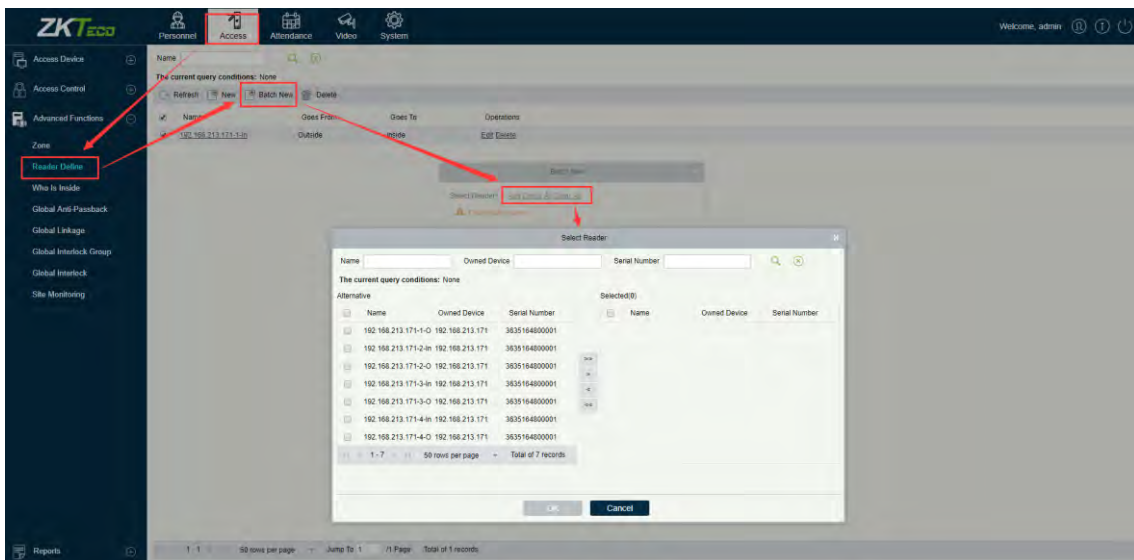 ZKTECO
Personnel
Access
Attendance
Video
System
Welcome, admin
Access Device
Access Control
Advanced Functions
Zone
Reader Define
Who Is Inside
Global Anti-Passback
Global Linkage
Global Interlock Group
Global Interlock
Site Monitoring
Reports
Name
The current query conditions: None
Refresh New Batch New Delete
Name Goes From Goes To Operations
192.168.213.171-1-In Outside Inside Edit Delete
Batch New
Select Reader
Name Owned Device Serial Number
The current query conditions: None
Alternative Selected(0)
Name Owned Device Serial Number Name Owned Device Serial Number
192.168.213.171-1-O 192.168.213.171 3635164800001
192.168.213.171-2-In 192.168.213.171 3635164800001
192.168.213.171-2-O 192.168.213.171 3635164800001
192.168.213.171-3-In 192.168.213.171 3635164800001
192.168.213.171-3-O 192.168.213.171 3635164800001
192.168.213.171-4-In 192.168.213.171 3635164800001
192.168.213.171-4-O 192.168.213.171 3635164800001
>>
>
<
<<
1 - 7 50 rows per page Total of 7 records
OK Cancel
1 - 1 50 rows per page Jump To 1 /1 Page Total of 1 records